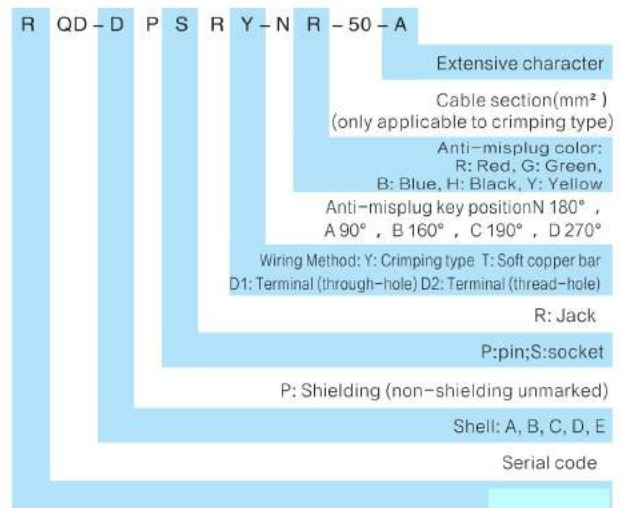 R QD-D P S R Y-N R-50-A
Extensive character
Cable section(mm²)
(only applicable to crimping type)
Anti-misplug color:
R: Red, G: Green,
B: Blue, H: Black, Y: Yellow
Anti-misplug key positionN 180° ,
A 90° , B 160° , C 190° , D 270°
Wiring Method: Y: Crimping type T: Soft copper bar
D1: Terminal (through-hole) D2: Terminal (thread-hole)
R: Jack
P:pin;S:socket
P: Shielding (non-shielding unmarked)
Shell: A, B, C, D, E
Serial code